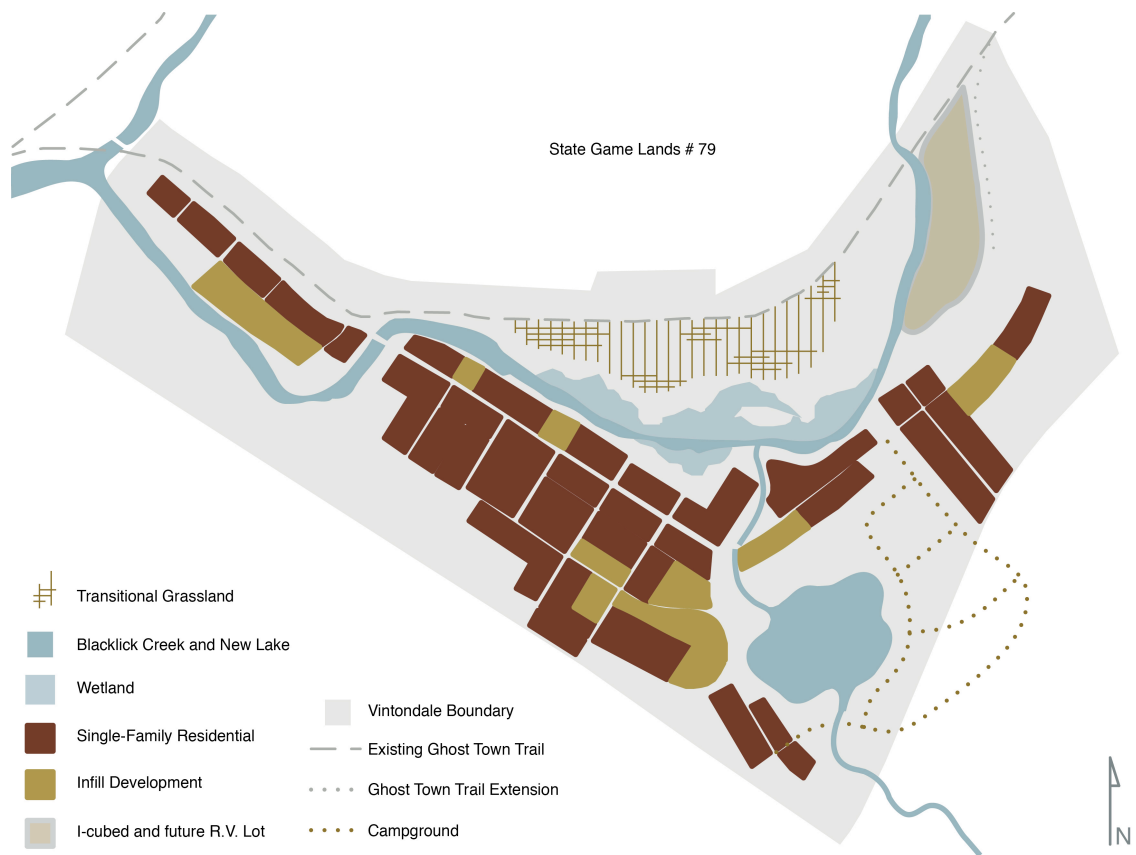 State Game Lands # 79
Transitional Grassland
Blacklick Creek and New Lake
Wetland
Single-Family Residential
Infill Development
I-cubed and future R.V. Lot
Vintondale Boundary
Existing Ghost Town Trail
Ghost Town Trail Extension
Campground
N